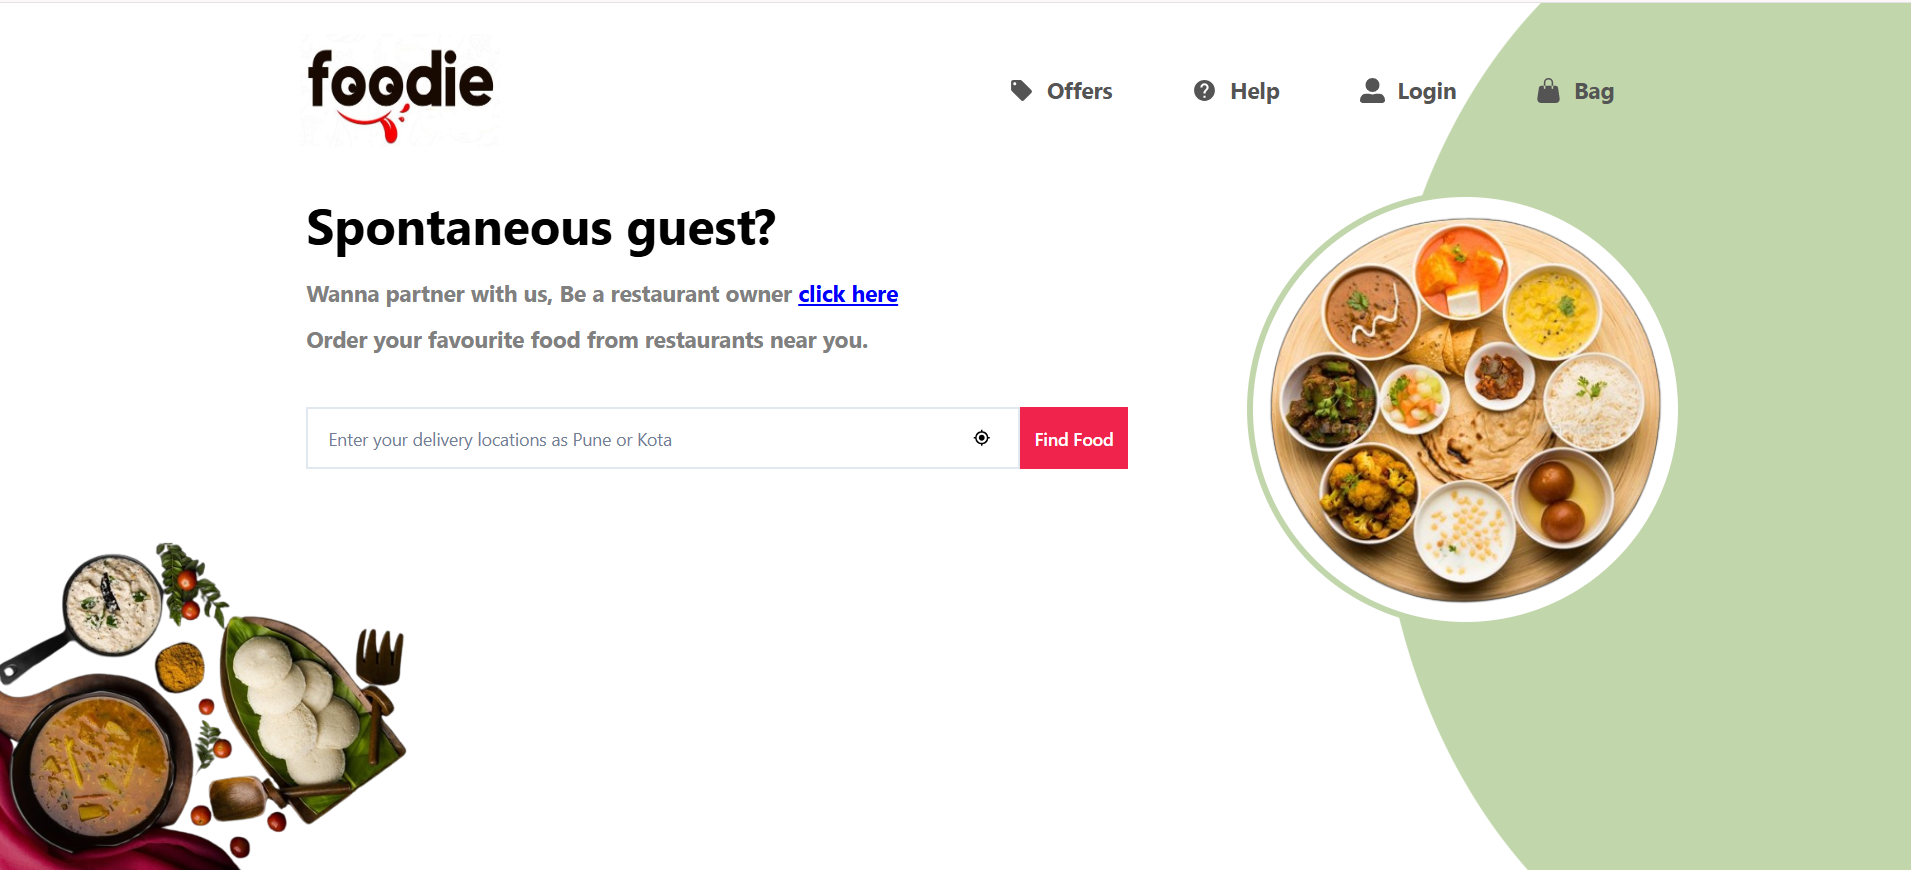 foodie
Offers
Help
Login
Bag
Spontaneous guest?
Wanna partner with us, Be a restaurant owner click here
Order your favourite food from restaurants near you.
Enter your delivery locations as Pune or Kota
Find Food